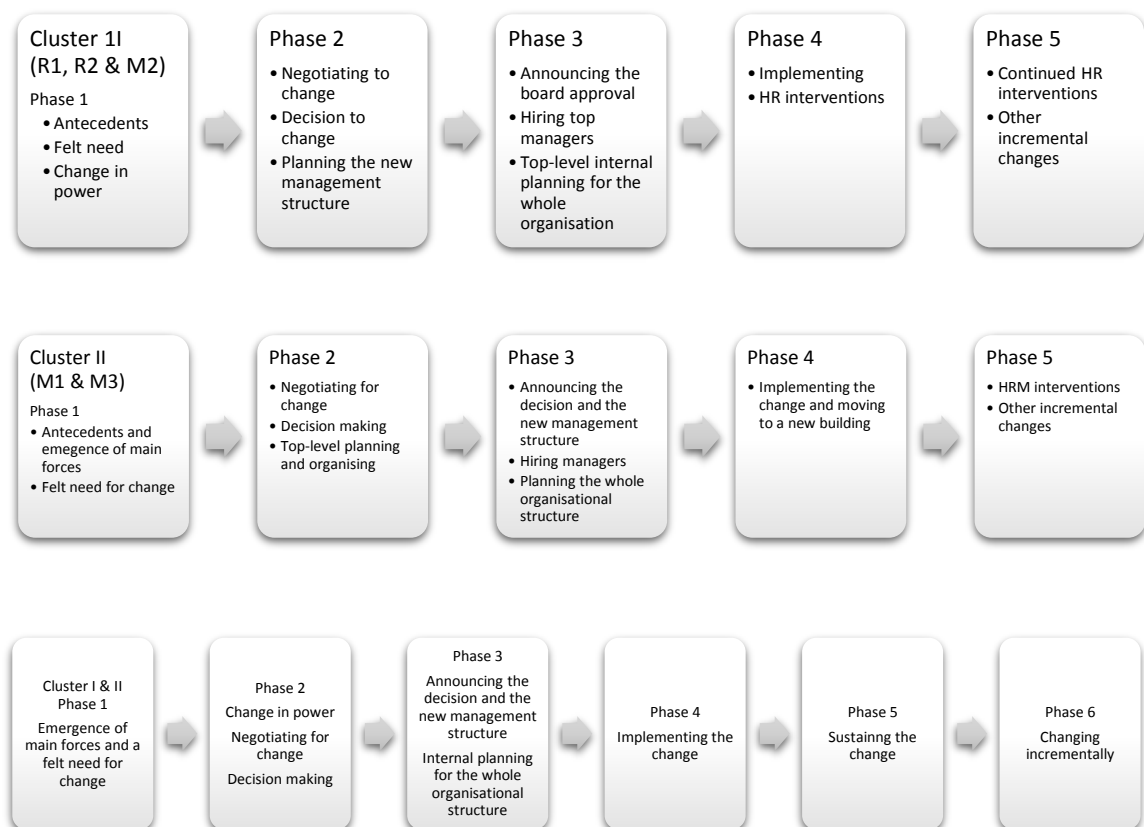 Cluster 1I
(R1, R2 & M2)
Phase 1
• Antecedents
• Felt need
• Change in
power
Phase 2
• Negotiating to
change
• Decision to
change
• Planning the new
management
structure
Phase 3
• Announcing the
board approval
• Hiring top
managers
• Top-level internal
planning for the
whole
organisation
Phase 4
• Implementing
• HR interventions
Phase 5
• Continued HR
interventions
• Other
incremental
changes
Cluster II
(M1 & M3)
Phase 1
• Antecedents and
emegence of main
forces
• Felt need for change
Phase 2
• Negotiating for
change
• Decision making
• Top-level planning
and organising
Phase 3
• Announcing the
decision and the
new management
structure
• Hiring managers
• Planning the whole
organisational
structure
Phase 4
• Implementing the
change and moving
to a new building
Phase 5
• HRM interventions
• Other incremental
changes
Cluster I & II
Phase 1
Emergence of
main forces and a
felt need for
change
Phase 2
Change in power
Negotiating for
change
Decision making
Phase 3
Announcing the
decision and the
new management
structure
Internal planning
for the whole
organisational
structure
Phase 4
Implementing the
change
Phase 5
Sustainng the
change
Phase 6
Changing
incrementally